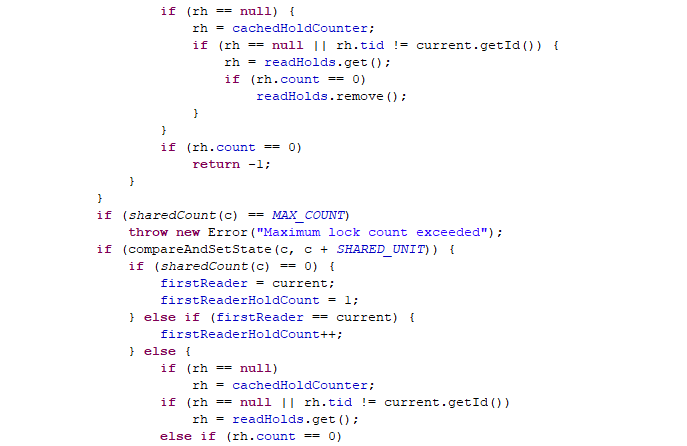 if (rh == null) {
rh = cachedHoldCounter;
if (rh == null || rh.tid != current.getId()) {
rh = readHolds.get();
if (rh.count == 0)
readHolds.remove();
}
}
if (rh.count == 0)
return -1;
}
}
if (sharedCount(c) == MAX_COUNT)
throw new Error("Maximum lock count exceeded");
if (compareAndSetState(c, c + SHARED_UNIT)) {
if (sharedCount(c) == 0) {
firstReader = current;
firstReaderHoldCount = 1;
} else if (firstReader == current) {
firstReaderHoldCount++;
} else {
if (rh == null)
rh = cachedHoldCounter;
if (rh == null || rh.tid != current.getId())
rh = readHolds.get();
else if (rh.count == 0)